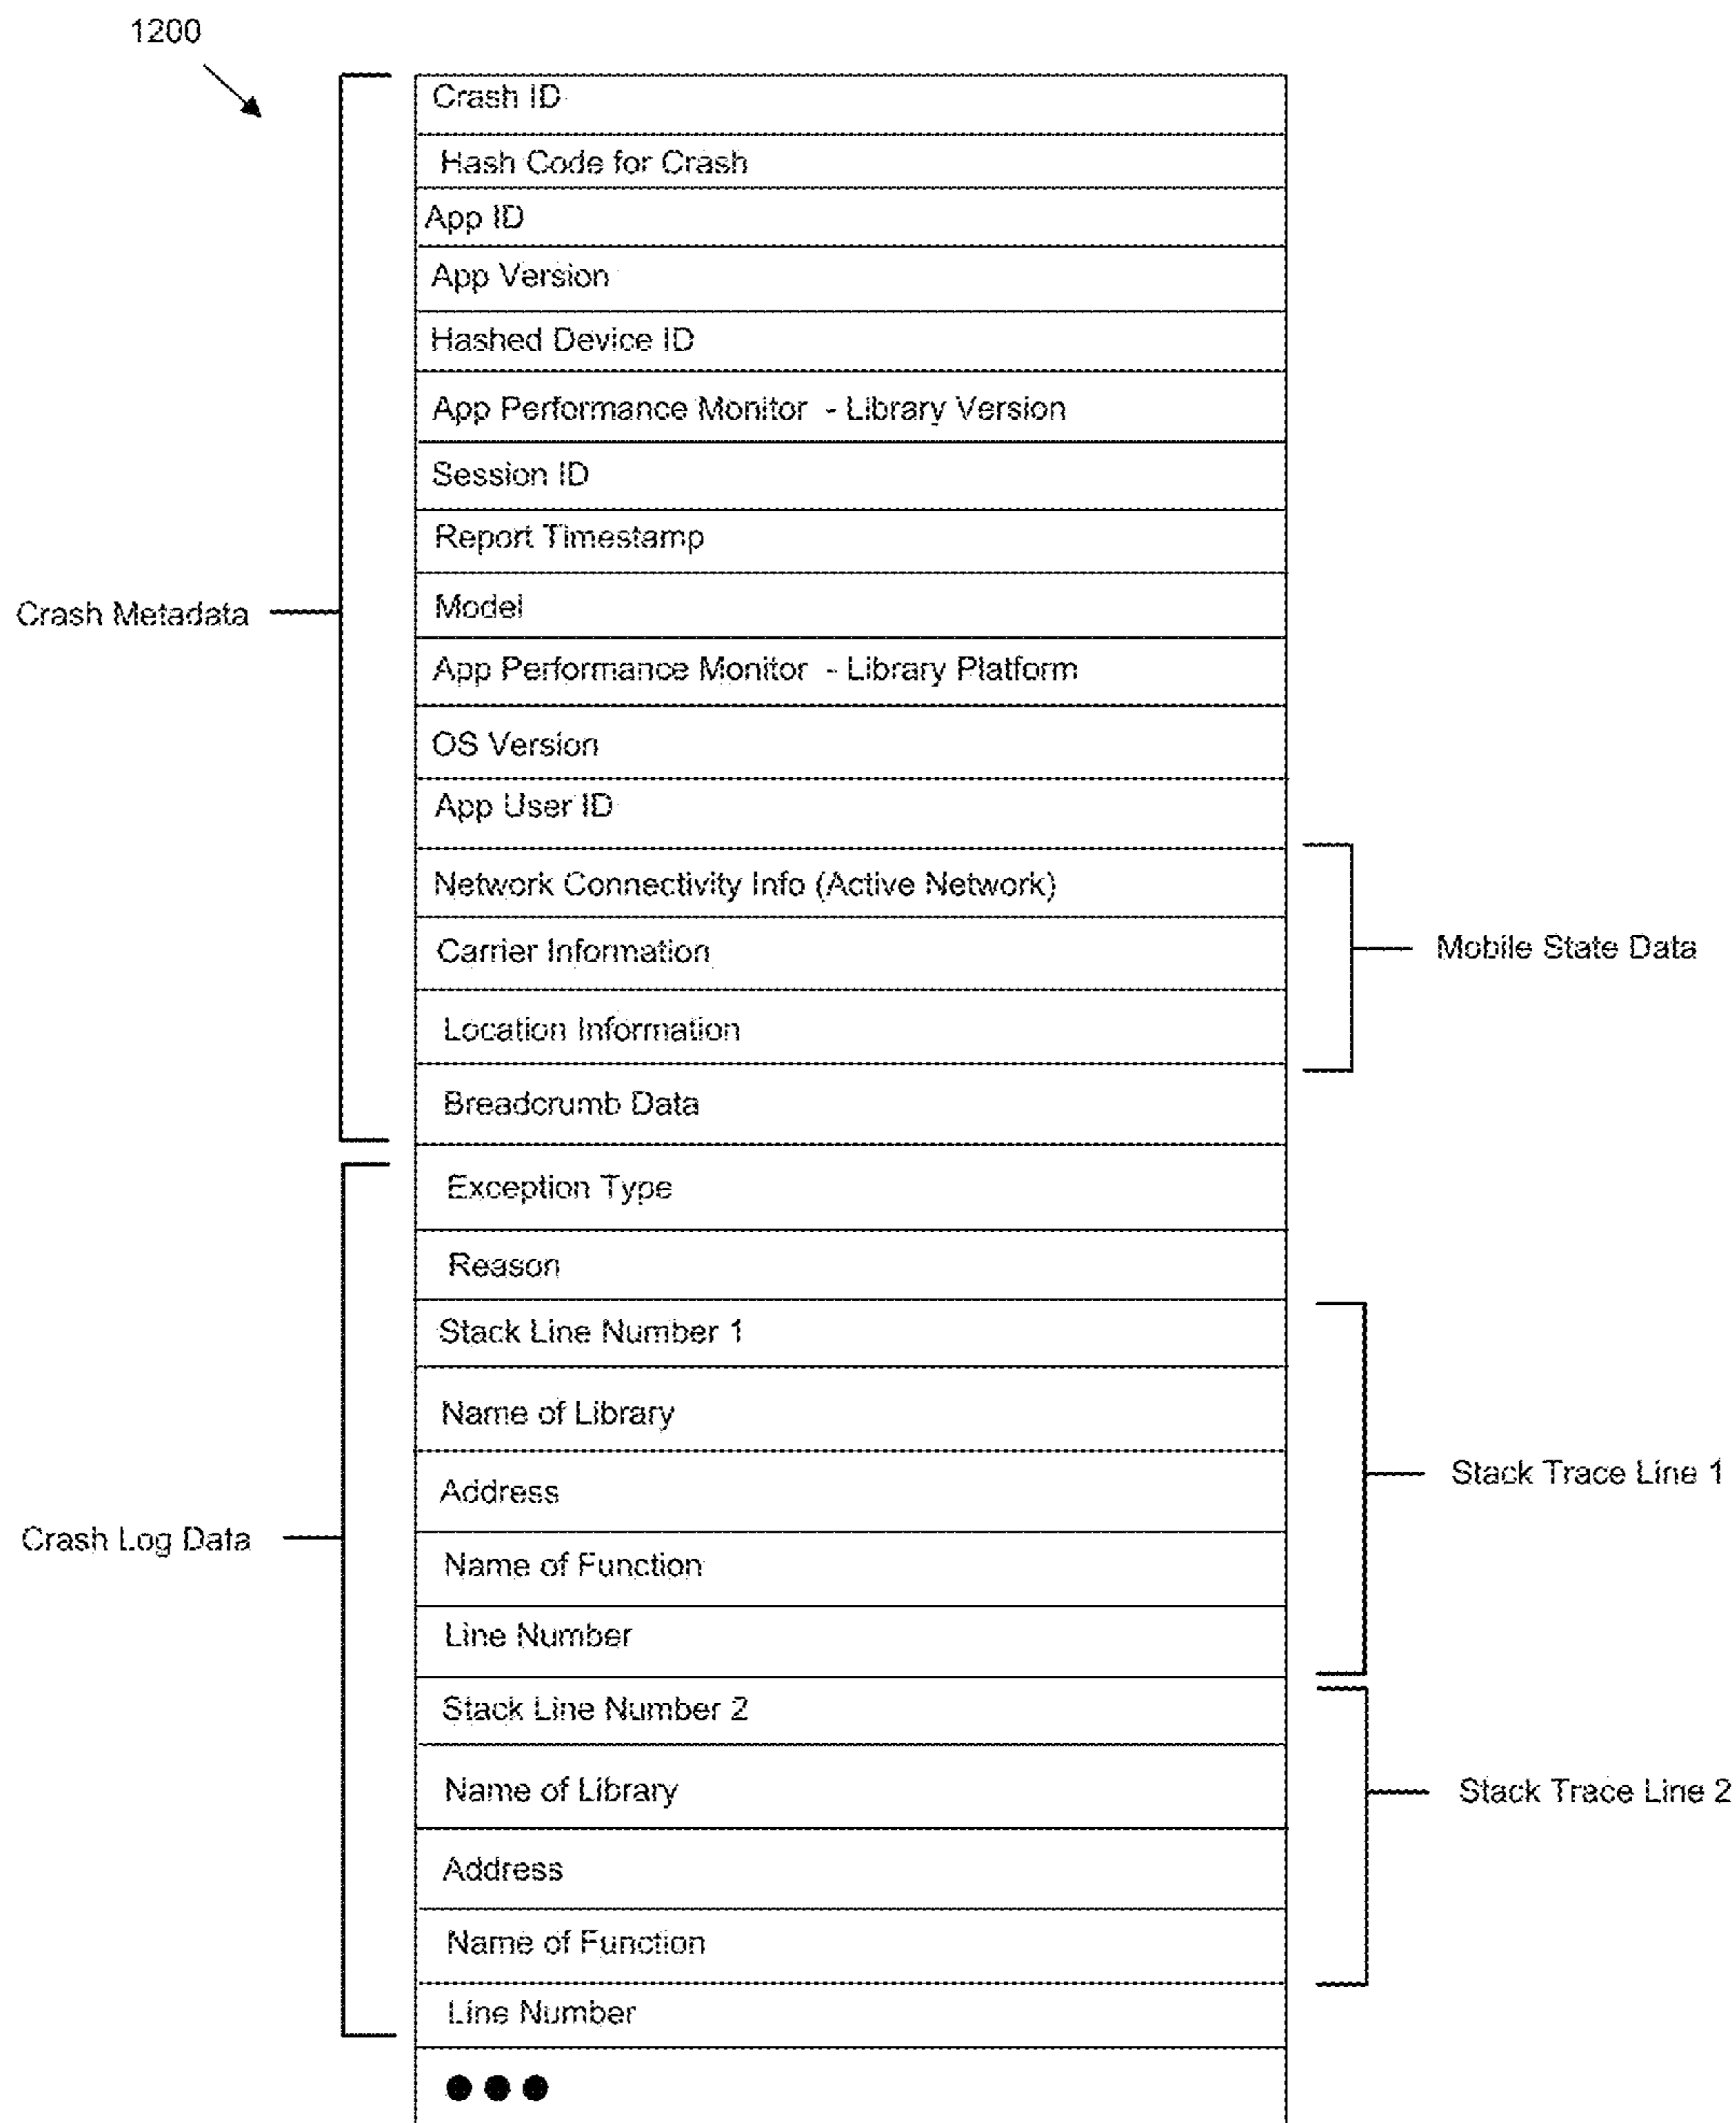 1200
Crash ID
Hash Code for Crash
App ID
App Version
Hashed Device ID
App Performance Monitor - Library Version
Session ID
Report Timestamp
Model
Crash Metadata
App Performance Monitor - Library Platform
OS Version
App User ID
Network Connectivity Info (Active Network)
Carrier Information
Mobile State Data
Location Information
Breadcrumb Data
Exception Type
Reason
Stack Line Number 1
Name of Library
Stack Trace Line 1
Address
Crash Log Data
Name of Function
Line Number
Stack Line Number 2
Name of Library
Stack Trace Line 2
Address
Name of Function
Line Number